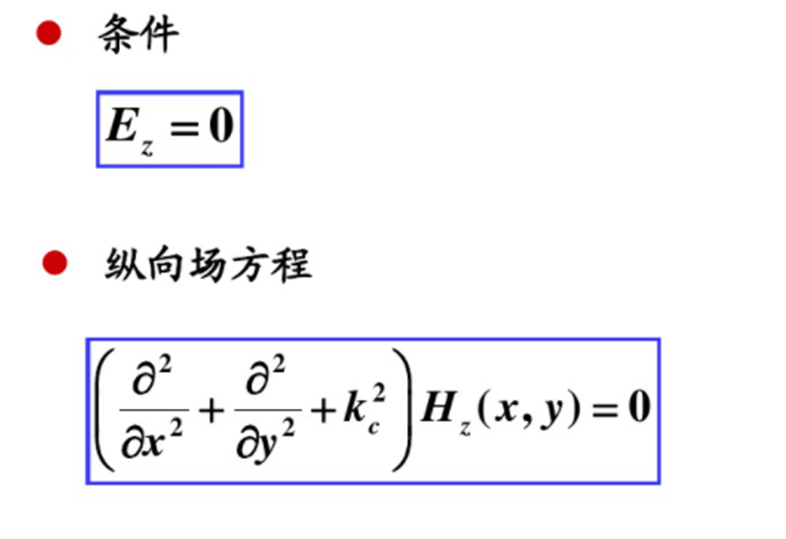 条件
E_z = 0
纵向场方程
(∂²/∂x² + ∂²/∂y² + k_c²) H_z(x, y) = 0